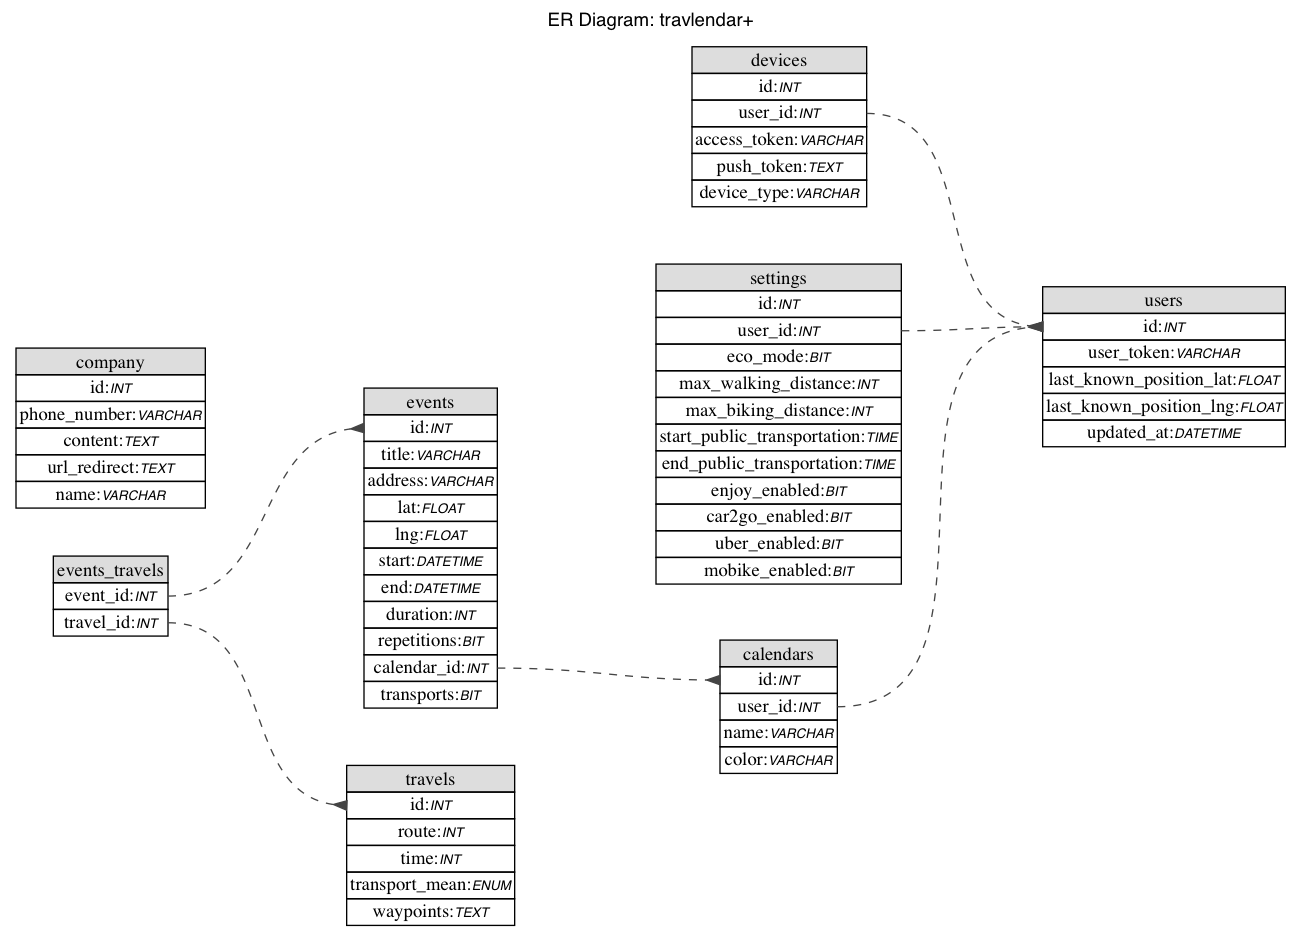 ER Diagram: travlendar+
devices
id:INT
user_id:INT
access_token:VARCHAR
push_token:TEXT
device_type:VARCHAR
settings
id:INT
user_id:INT
eco_mode:BIT
max_walking_distance:INT
max_biking_distance:INT
start_public_transportation:TIME
end_public_transportation:TIME
enjoy_enabled:BIT
car2go_enabled:BIT
uber_enabled:BIT
mobike_enabled:BIT
users
id:INT
user_token:VARCHAR
last_known_position_lat:FLOAT
last_known_position_lng:FLOAT
updated_at:DATETIME
company
id:INT
phone_number:VARCHAR
content:TEXT
url_redirect:TEXT
name:VARCHAR
events
id:INT
title:VARCHAR
address:VARCHAR
lat:FLOAT
lng:FLOAT
start:DATETIME
end:DATETIME
duration:INT
repetitions:BIT
calendar_id:INT
transports:BIT
events_travels
event_id:INT
travel_id:INT
calendars
id:INT
user_id:INT
name:VARCHAR
color:VARCHAR
travels
id:INT
route:INT
time:INT
transport_mean:ENUM
waypoints:TEXT